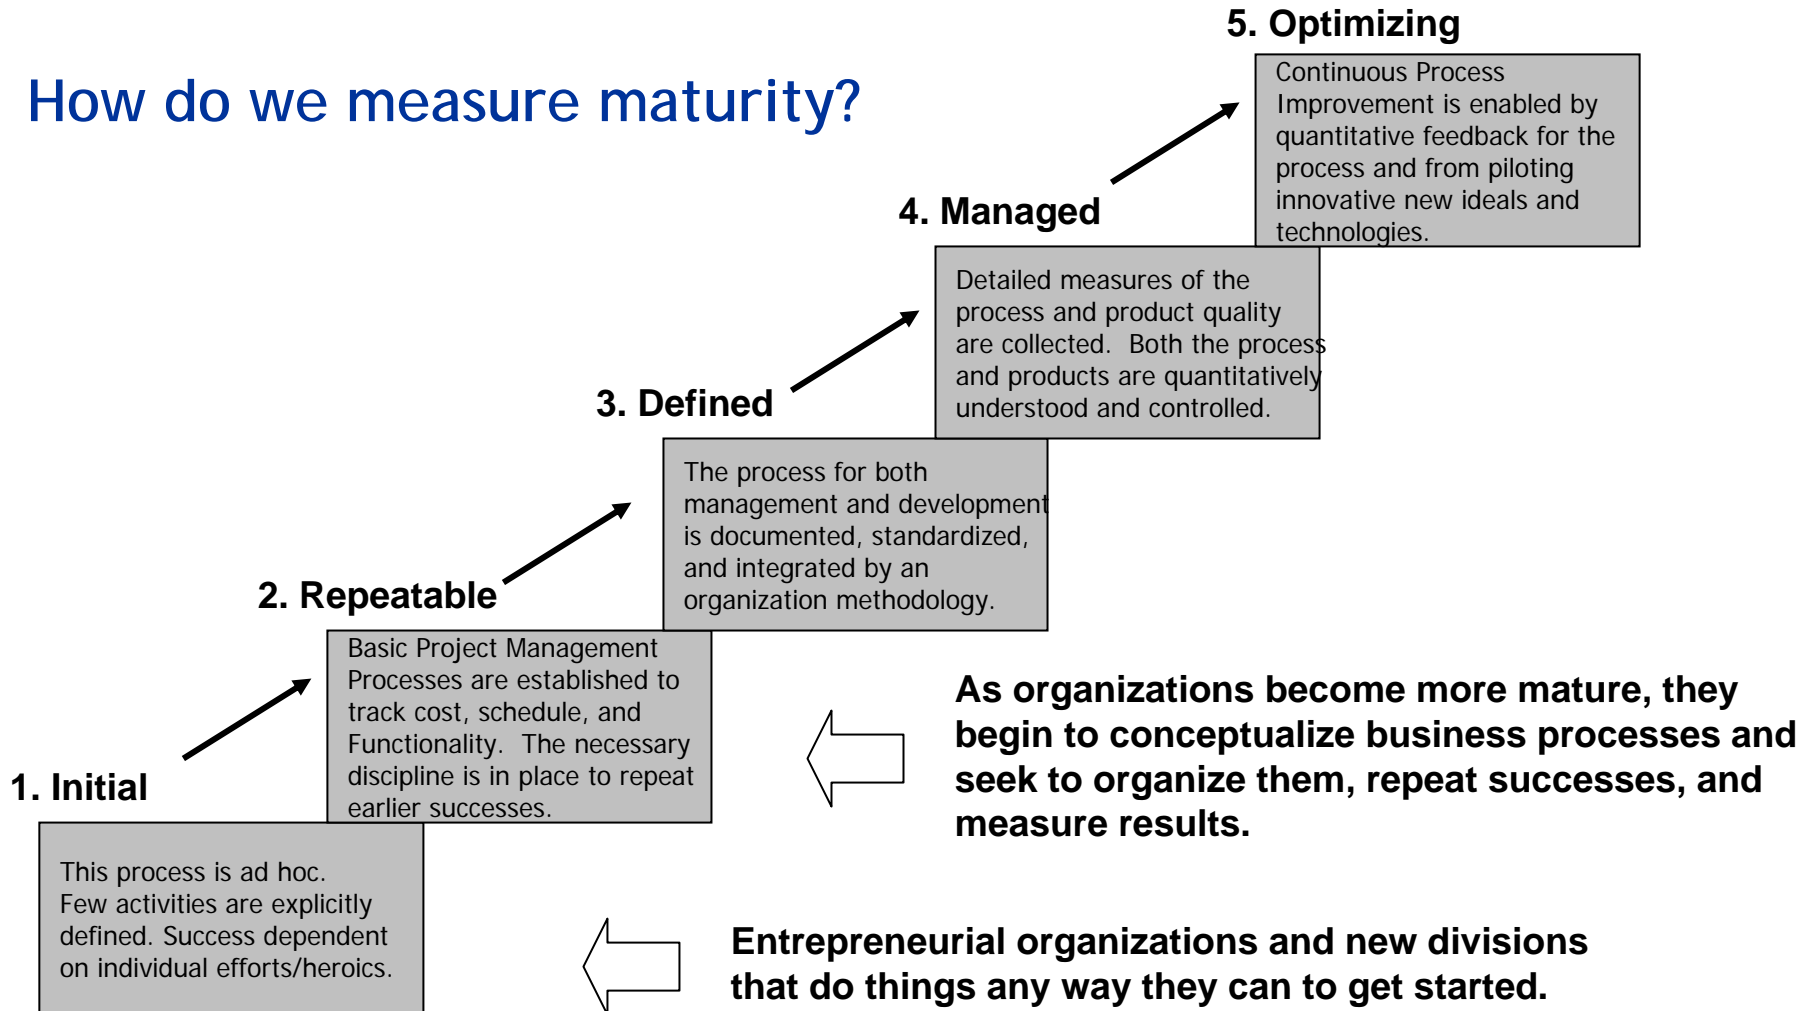 How do we measure maturity?
5. Optimizing
Continuous Process
Improvement is enabled by
quantitative feedback for the
process and from piloting
innovative new ideals and
technologies.
4. Managed
Detailed measures of the
process and product quality
are collected.  Both the process
and products are quantitatively
understood and controlled.
3. Defined
The process for both
management and development
is documented, standardized,
and integrated by an
organization methodology.
2. Repeatable
Basic Project Management
Processes are established to
track cost, schedule, and
Functionality.  The necessary
discipline is in place to repeat
earlier successes.
As organizations become more mature, they
begin to conceptualize business processes and
seek to organize them, repeat successes, and
measure results.
1. Initial
This process is ad hoc.
Few activities are explicitly
defined. Success dependent
on individual efforts/heroics.
Entrepreneurial organizations and new divisions
that do things any way they can to get started.